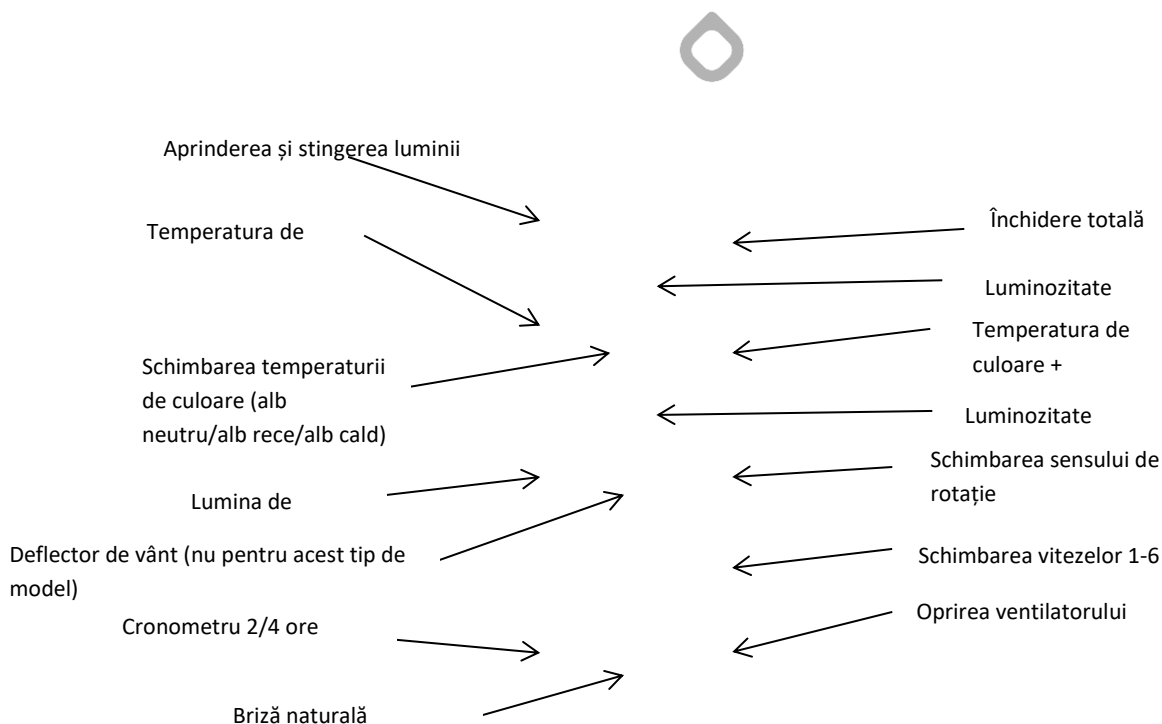 Aprinderea și stingerea luminii
Temperatura de
Schimbarea temperaturii
de culoare (alb
neutru/alb rece/alb cald)
Lumina de
Deflector de vânt (nu pentru acest tip de
model)
Cronometru 2/4 ore
Briză naturală
Închidere totală
Luminozitate
Temperatura de
culoare +
Luminozitate
Schimbarea sensului de
rotație
Schimbarea vitezelor 1-6
Oprirea ventilatorului